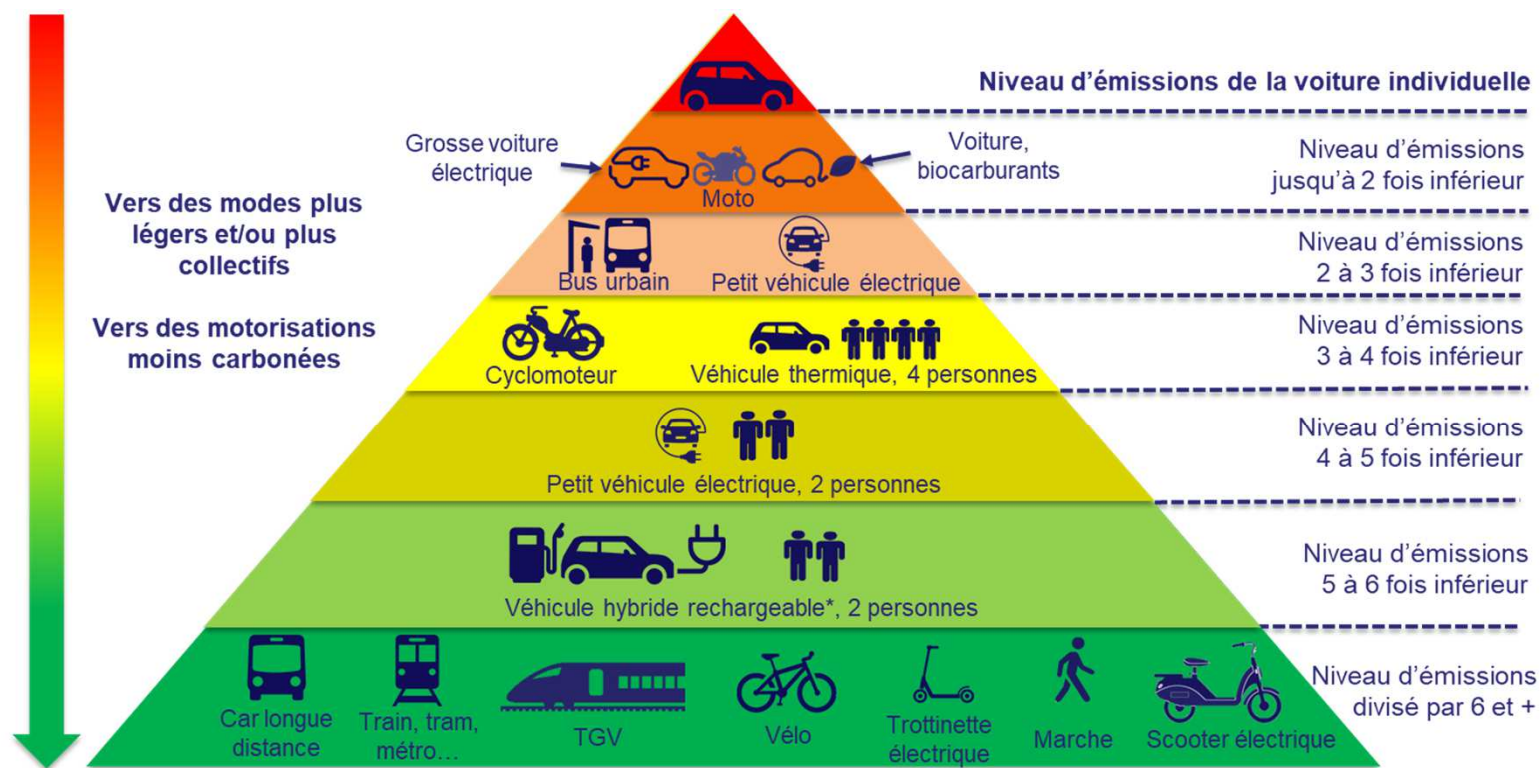 Niveau d'émissions de la voiture individuelle
Grosse voiture
électrique
Moto
Voiture,
biocarburants
Niveau d'émissions
jusqu'à 2 fois inférieur
Vers des modes plus
légers et/ou plus
collectifs
Vers des motorisations
moins carbonées
Bus urbain
Petit véhicule électrique
Niveau d'émissions
2 à 3 fois inférieur
Cyclomoteur
Véhicule thermique, 4 personnes
Niveau d'émissions
3 à 4 fois inférieur
Petit véhicule électrique, 2 personnes
Niveau d'émissions
4 à 5 fois inférieur
Véhicule hybride rechargeable*, 2 personnes
Niveau d'émissions
5 à 6 fois inférieur
Car longue
distance
Train, tram,
métro…
TGV
Vélo
Trottinette
électrique
Marche
Scooter électrique
Niveau d'émissions
divisé par 6 et +